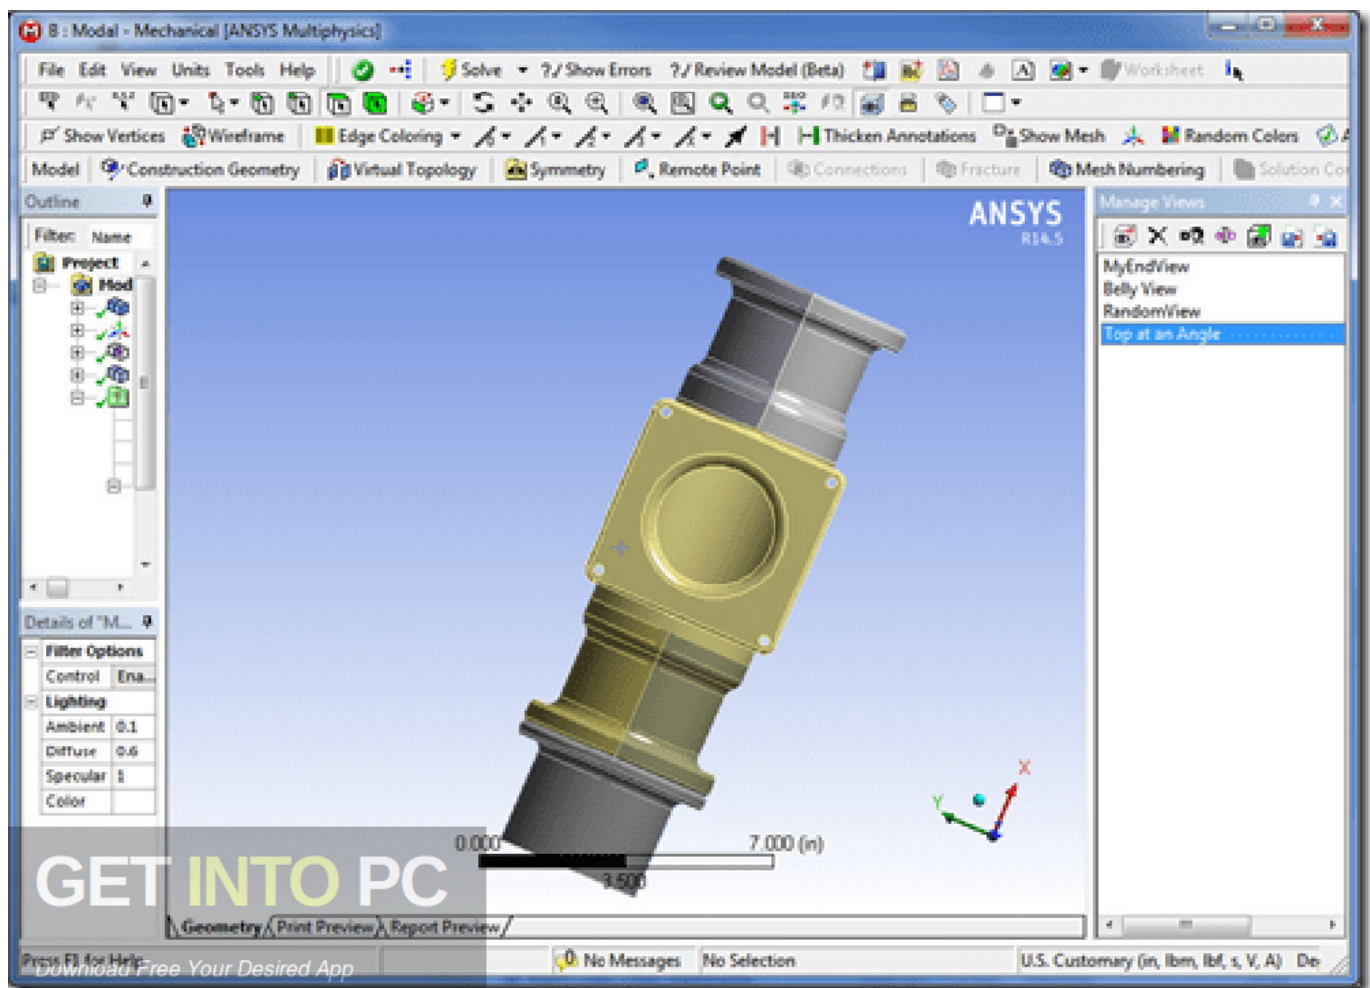 B : Modal - Mechanical [ANSYS Multiphysics]
File Edit View Units Tools Help Solve ?/ Show Errors ?/ Review Model (Beta) Worksheet
Show Vertices Wireframe Edge Coloring Thicken Annotations Show Mesh Random Colors
Model Construction Geometry Virtual Topology Symmetry Remote Point Connections Fracture Mesh Numbering Solution Co
Outline
Filter: Name
Project
Mod
ANSYS
R14.5
Manage Views
MyEndView
Belly View
RandomView
Top at an Angle
Details of "M...
Filter Options
Control Ena...
Lighting
Ambient 0.1
Diffuse 0.6
Specular 1
Color
X
Y
0.000 7.000 (in)
3.500
GET INTO PC
Geometry Print Preview Report Preview
Press F1 for Help
Download Free Your Desired App
No Messages No Selection U.S. Customary (in, lbm, lbf, s, V, A) De